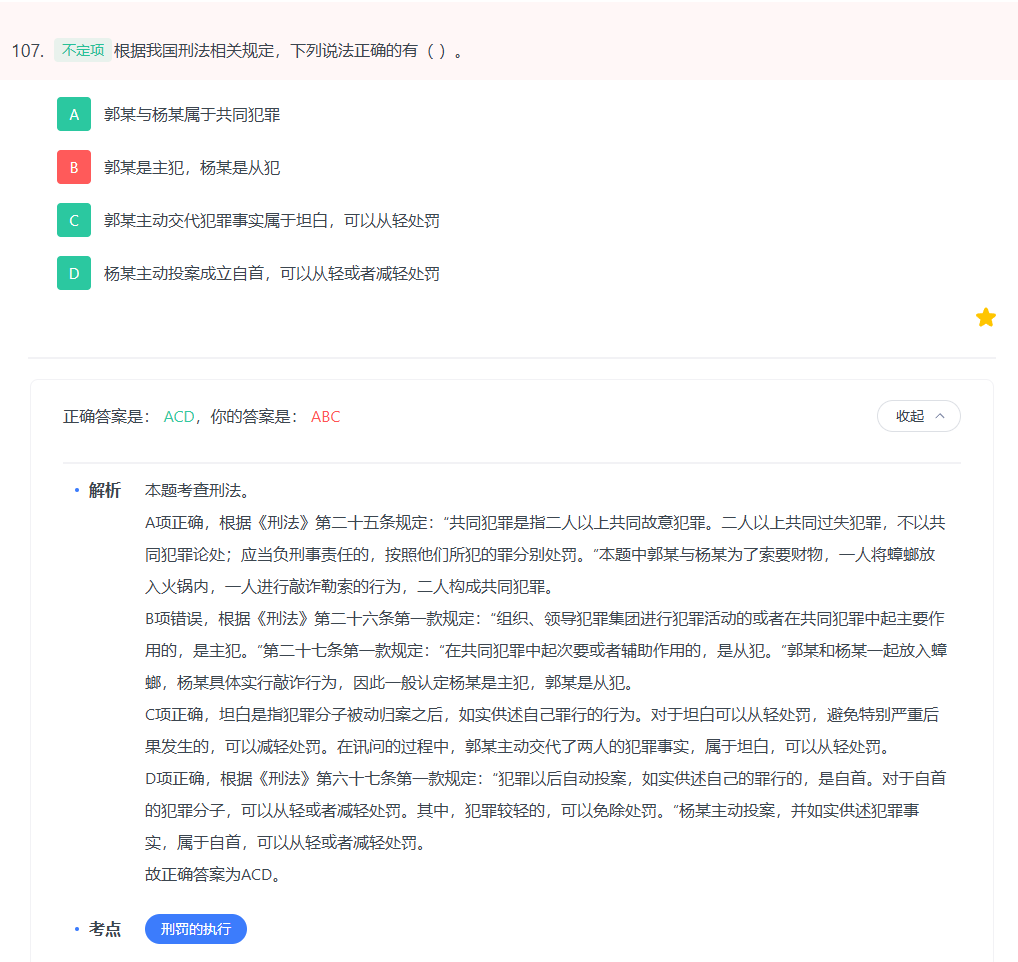 107. 不定项 根据我国刑法相关规定，下列说法正确的有（ ）。
A 郭某与杨某属于共同犯罪
B 郭某是主犯，杨某是从犯
C 郭某主动交代犯罪事实属于坦白，可以从轻处罚
D 杨某主动投案成立自首，可以从轻或者减轻处罚
正确答案是： ACD，你的答案是： ABC
收起
• 解析 本题考查刑法。
A项正确，根据《刑法》第二十五条规定：“共同犯罪是指二人以上共同故意犯罪。二人以上共同过失犯罪，不以共
同犯罪论处；应当负刑事责任的，按照他们所犯的罪分别处罚。”本题中郭某与杨某为了索要财物，一人将蟑螂放
入火锅内，一人进行敲诈勒索的行为，二人构成共同犯罪。
B项错误，根据《刑法》第二十六条第一款规定：“组织、领导犯罪集团进行犯罪活动的或者在共同犯罪中起主要作
用的，是主犯。”第二十七条第一款规定：“在共同犯罪中起次要或者辅助作用的，是从犯。”郭某和杨某一起放入蟑
螂，杨某具体实行敲诈行为，因此一般认定杨某是主犯，郭某是从犯。
C项正确，坦白是指犯罪分子被动归案之后，如实供述自己罪行的行为。对于坦白可以从轻处罚，避免特别严重后
果发生的，可以减轻处罚。在讯问的过程中，郭某主动交代了两人的犯罪事实，属于坦白，可以从轻处罚。
D项正确，根据《刑法》第六十七条第一款规定：“犯罪以后自动投案，如实供述自己的罪行的，是自首。对于自首
的犯罪分子，可以从轻或者减轻处罚。其中，犯罪较轻的，可以免除处罚。”杨某主动投案，并如实供述犯罪事
实，属于自首，可以从轻或者减轻处罚。
故正确答案为ACD。
• 考点 刑罚的执行